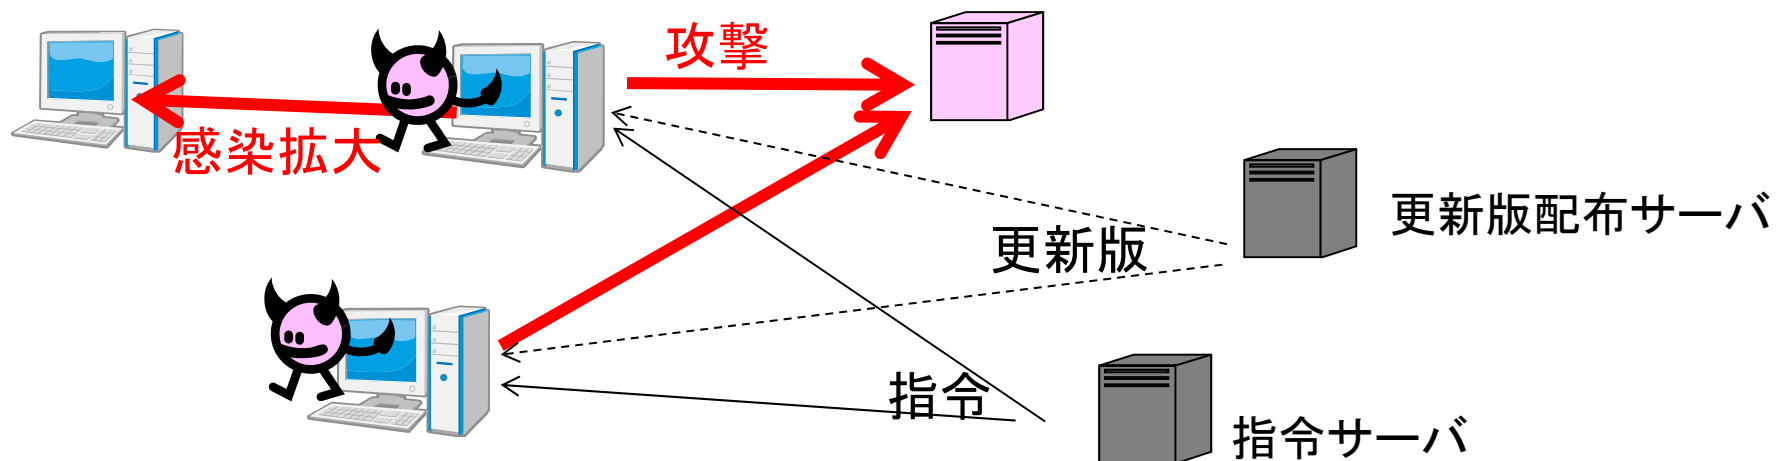 攻撃
感染拡大
更新版配布サーバ
更新版
指令
指令サーバ